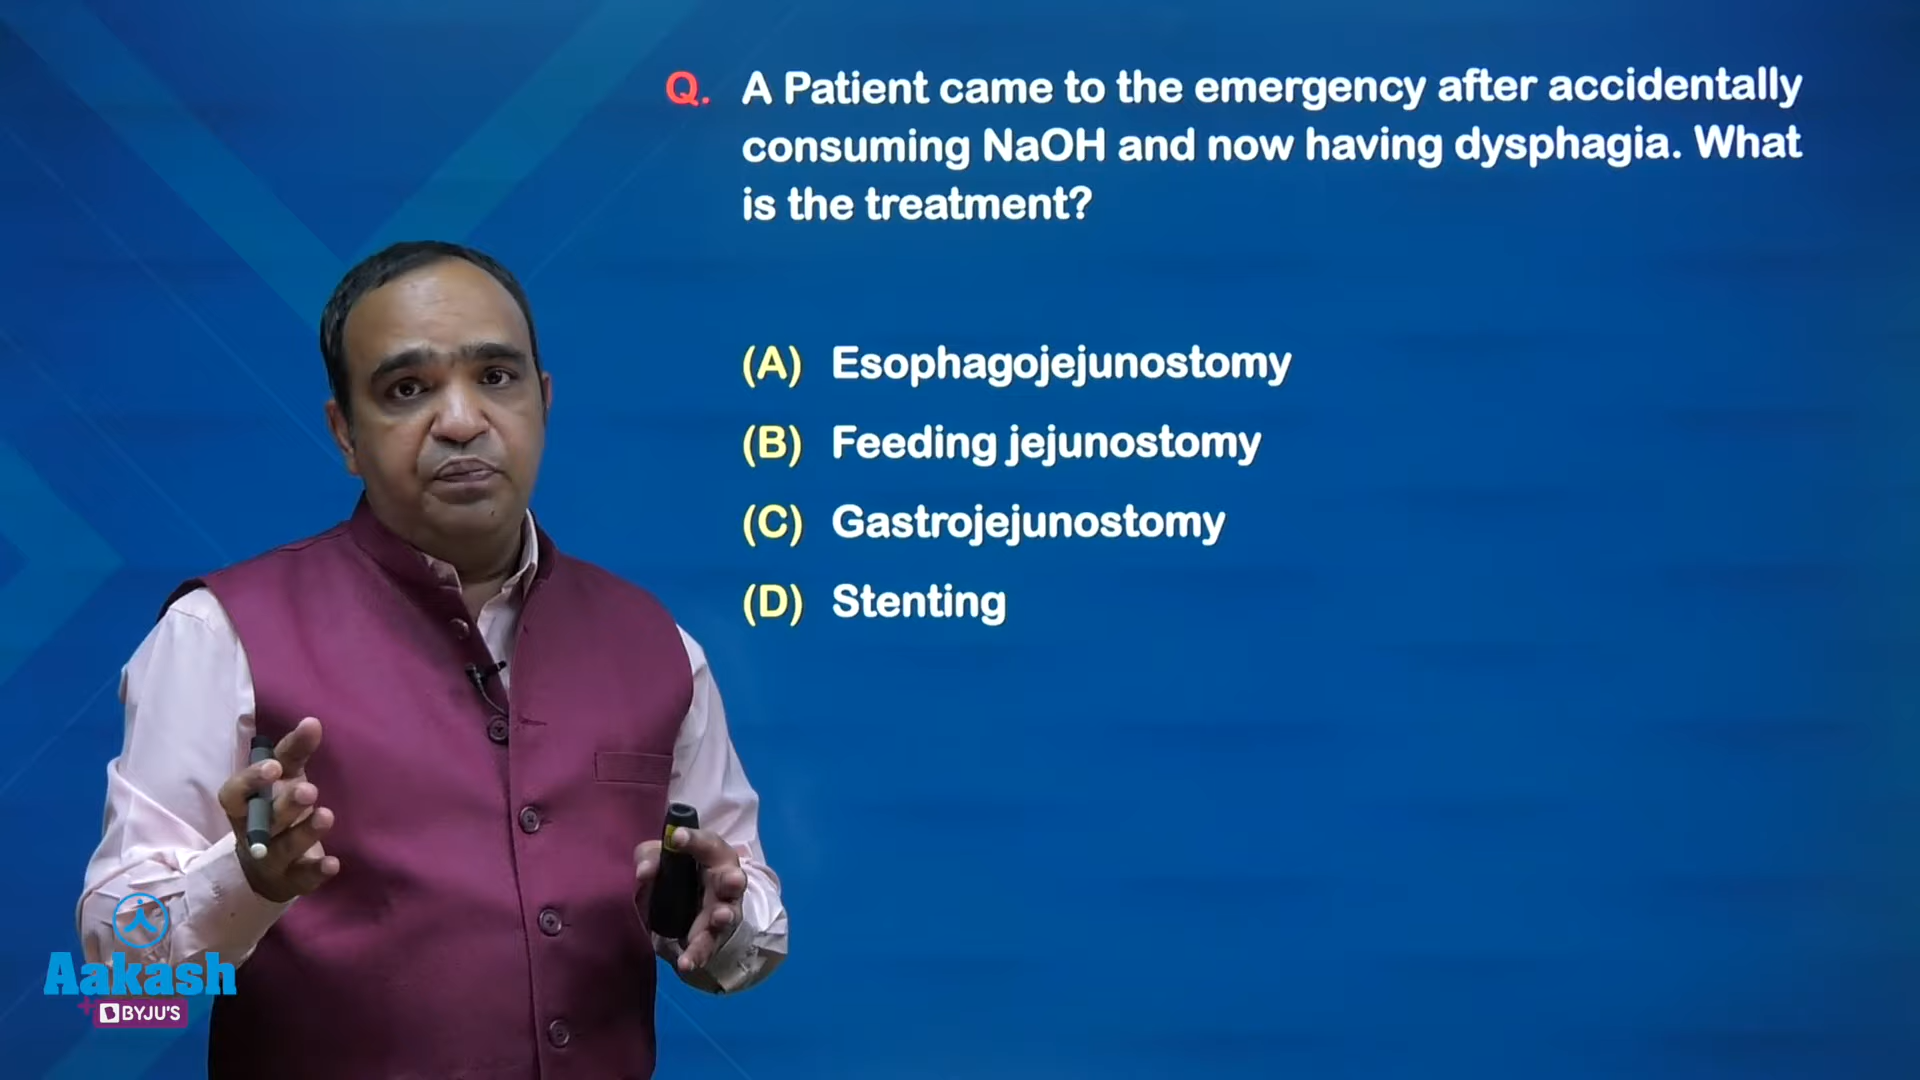 Q. A Patient came to the emergency after accidentally
consuming NaOH and now having dysphagia. What
is the treatment?
(A) Esophagojejunostomy
(B) Feeding jejunostomy
(C) Gastrojejunostomy
(D) Stenting
Aakash
+ BYJU'S